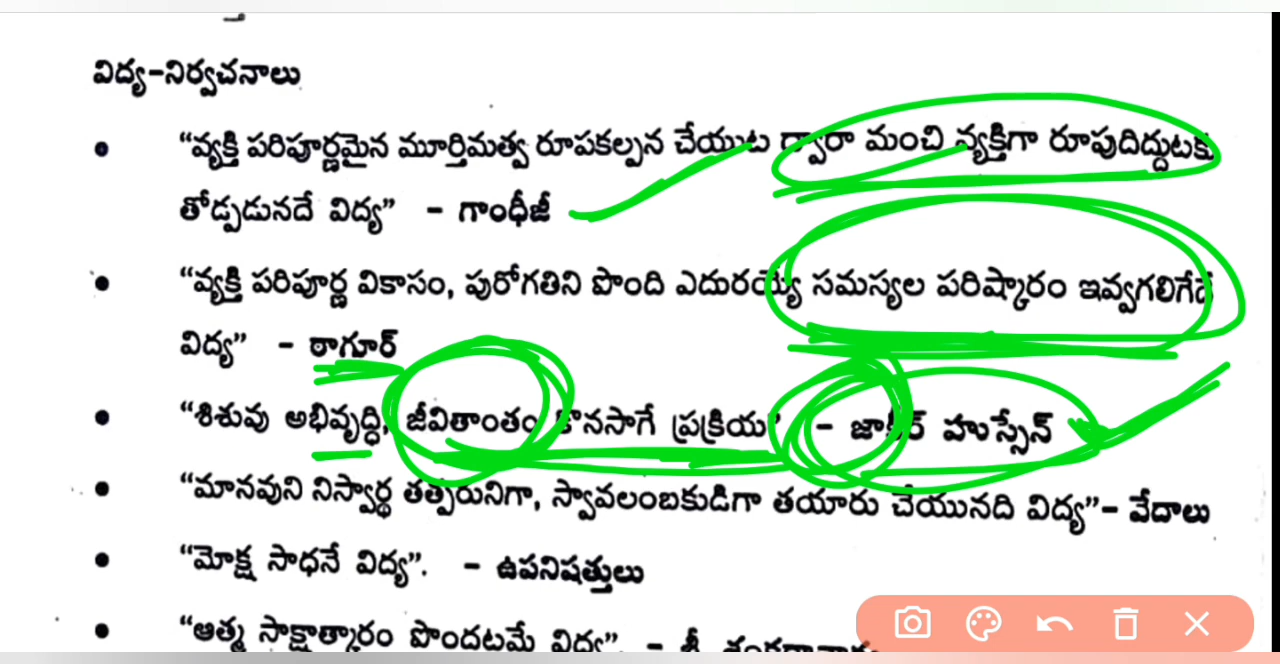 విద్య-నిర్వచనాలు
• “వ్యక్తి పరిపూర్ణమైన మూర్తిమత్వ రూపకల్పన చేయుట ద్వారా మంచి వ్యక్తిగా రూపుదిద్దుటకు
తోడ్పడునదే విద్య” - గాంధీజీ
• “వ్యక్తి పరిపూర్ణ వికాసం, పురోగతిని పొంది ఎదురయ్యే సమస్యల పరిష్కారం ఇవ్వగలిగేదే
విద్య” - ఠాగూర్
• “శిశువు అభివృద్ధి, జీవితాంతం కొనసాగే ప్రక్రియ” - జాకీర్ హుస్సేన్
• “మానవుని నిస్వార్థ తత్పరునిగా, స్వావలంబకుడిగా తయారు చేయునది విద్య”- వేదాలు
• “మోక్ష సాధనే విద్య”. - ఉపనిషత్తులు
• “ఆత్మ సాక్షాత్కారం పొందటమే విద్య”. -